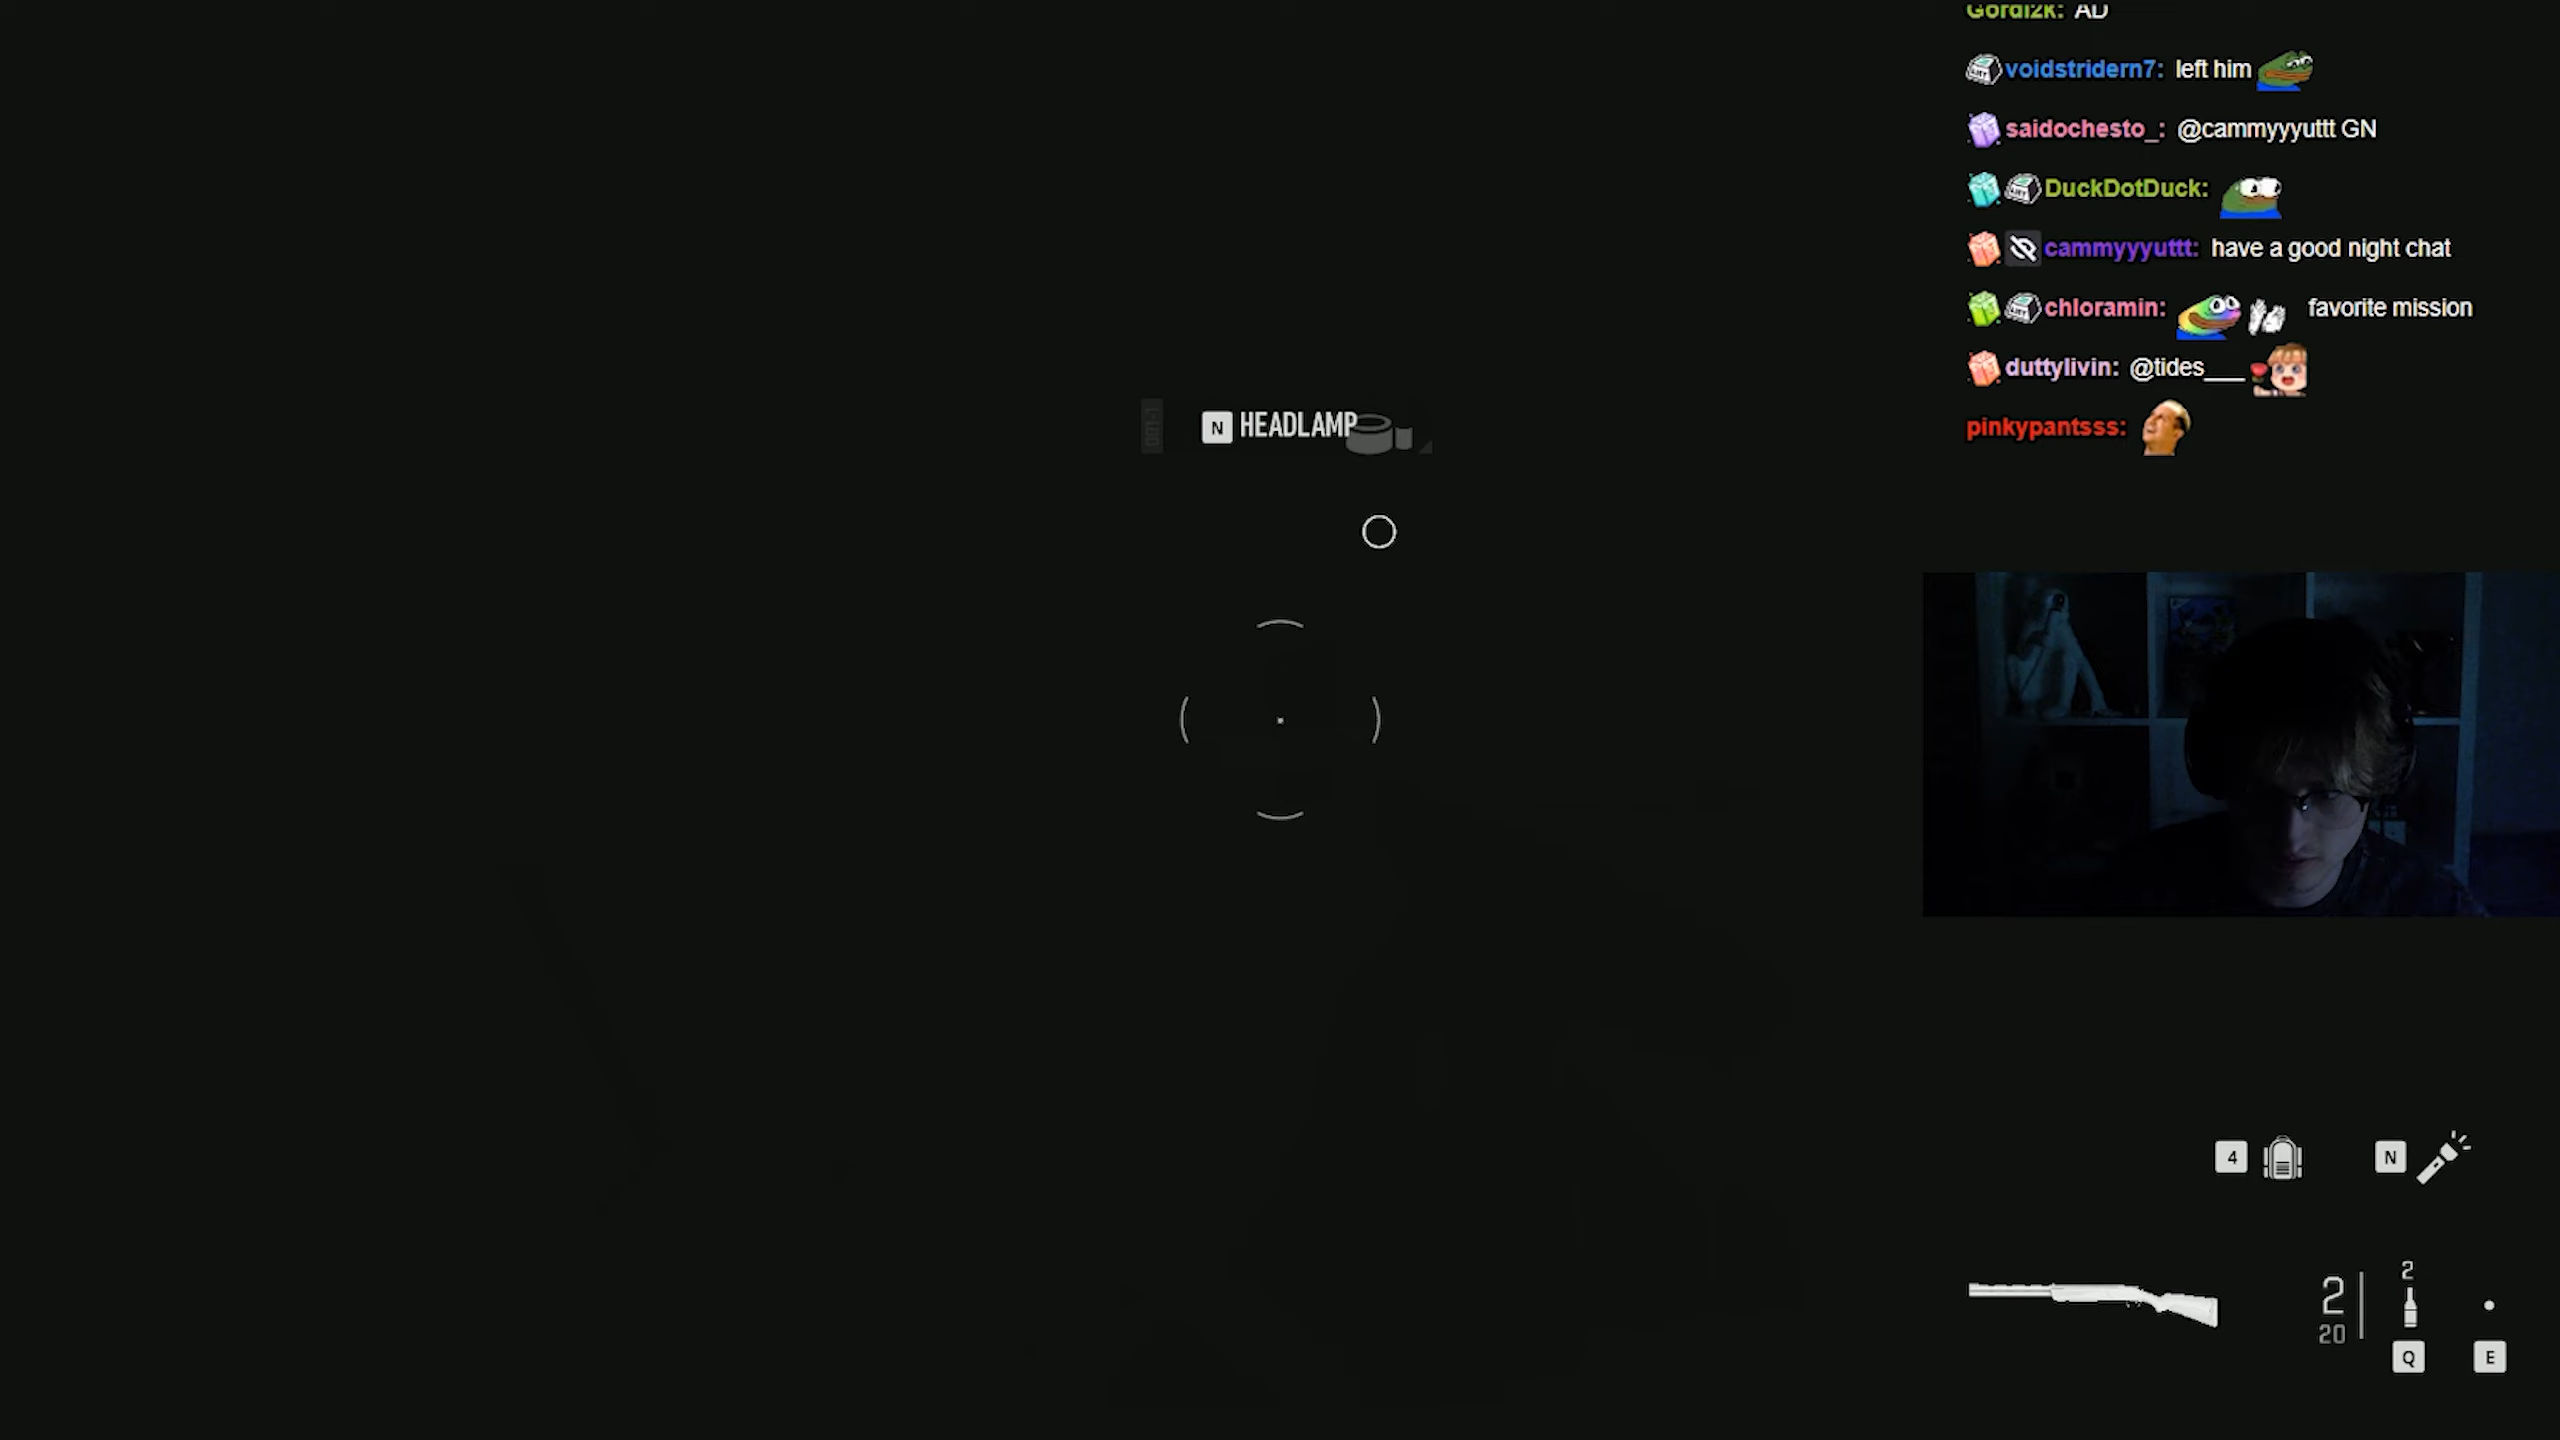 Gordi2k: AD
voidstridern7: left him
saidochesto_: @cammyyyuttt GN
DuckDotDuck:
cammyyyuttt: have a good night chat
chloramin: favorite mission
duttylivin: @tides___
pinkypantsss:
N HEADLAMP
4 N
2
2
20
Q E